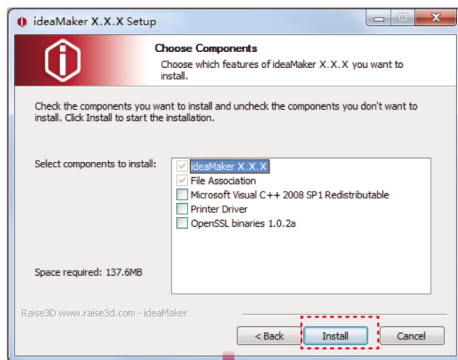 ideaMaker X.X.X Setup
Choose Components
Choose which features of ideaMaker X.X.X you want to
install.
Check the components you want to install and uncheck the components you don't want to
install. Click Install to start the installation.
Select components to install:
ideaMaker X.X.X
File Association
Microsoft Visual C++ 2008 SP1 Redistributable
Printer Driver
OpenSSL binaries 1.0.2a
Space required: 137.6MB
Raise3D www.raise3d.com - ideaMaker
< Back
Install
Cancel